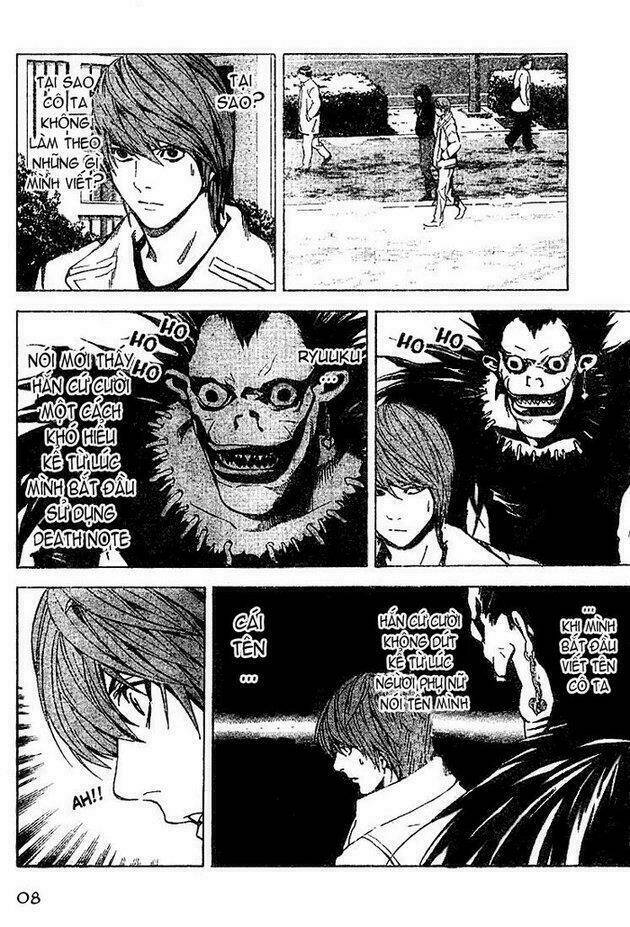 TẠI
SAO?
TẠI SAO
CÔ TA
KHÔNG
LÀM THEO
NHỮNG GÌ
MÌNH VIẾT?
HO
HO
RYUUKU
...
HO
HO
HO
NÓI MỚI THẤY
HẮN CỨ CƯỜI
MỘT CÁCH
KHÓ HIỂU
KỂ TỪ LÚC
MÌNH BẮT ĐẦU
SỬ DỤNG
DEATH NOTE
...
KHI MÌNH
BẮT ĐẦU
VIẾT TÊN
CÔ TA
HẮN CỨ CƯỜI
KHÔNG DỨT
KỂ TỪ LÚC
NGƯỜI PHỤ NỮ
NÓI TÊN MÌNH
CÁI
TÊN
...
AH!!
08